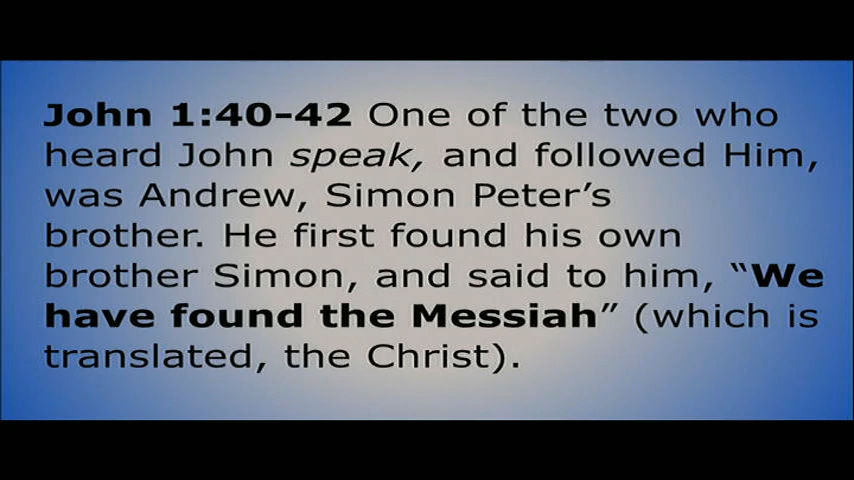 John 1:40-42 One of the two who
heard John speak, and followed Him,
was Andrew, Simon Peter’s
brother. He first found his own
brother Simon, and said to him, “We
have found the Messiah” (which is
translated, the Christ).